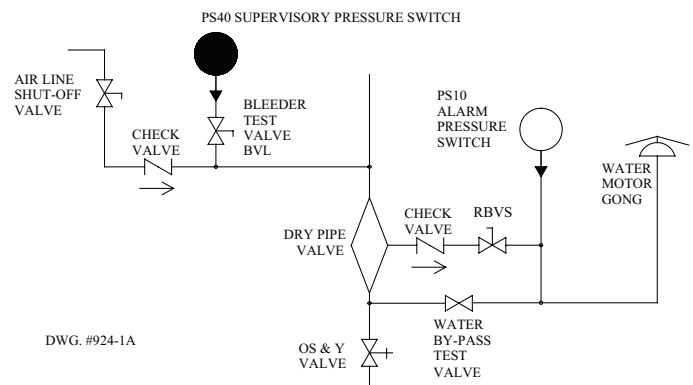 PS40 SUPERVISORY PRESSURE SWITCH
AIR LINE
SHUT-OFF
VALVE
BLEEDER
TEST
VALVE
BVL
CHECK
VALVE
PS10
ALARM
PRESSURE
SWITCH
WATER
MOTOR
GONG
CHECK
VALVE
RBVS
DRY PIPE
VALVE
WATER
BY-PASS
TEST
VALVE
OS & Y
VALVE
DWG. #924-1A